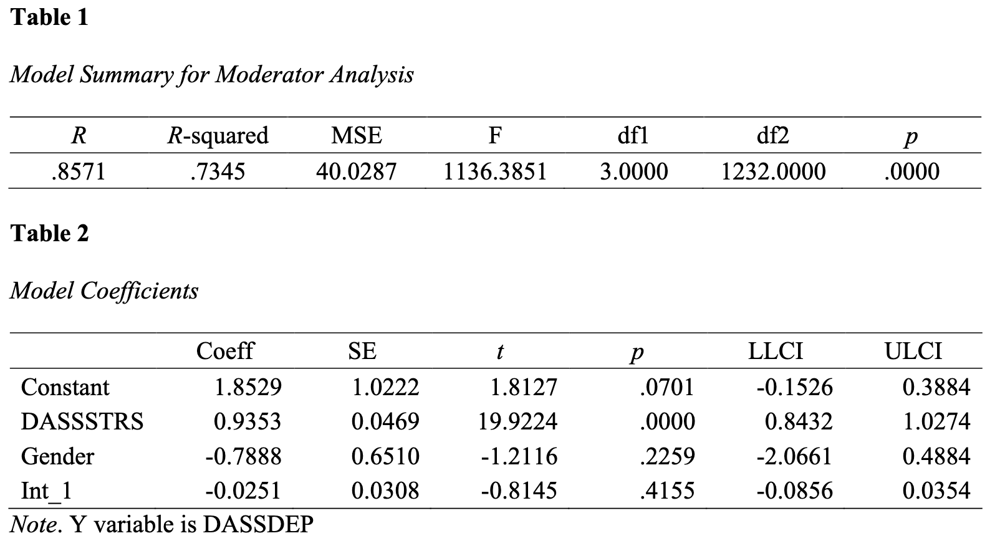 Table 1
Model Summary for Moderator Analysis
R R-squared MSE F df1 df2 p
.8571 .7345 40.0287 1136.3851 3.0000 1232.0000 .0000
Table 2
Model Coefficients
Coeff SE t p LLCI ULCI
Constant 1.8529 1.0222 1.8127 .0701 -0.1526 0.3884
DASSSTRS 0.9353 0.0469 19.9224 .0000 0.8432 1.0274
Gender -0.7888 0.6510 -1.2116 .2259 -2.0661 0.4884
Int_1 -0.0251 0.0308 -0.8145 .4155 -0.0856 0.0354
Note. Y variable is DASSDEP